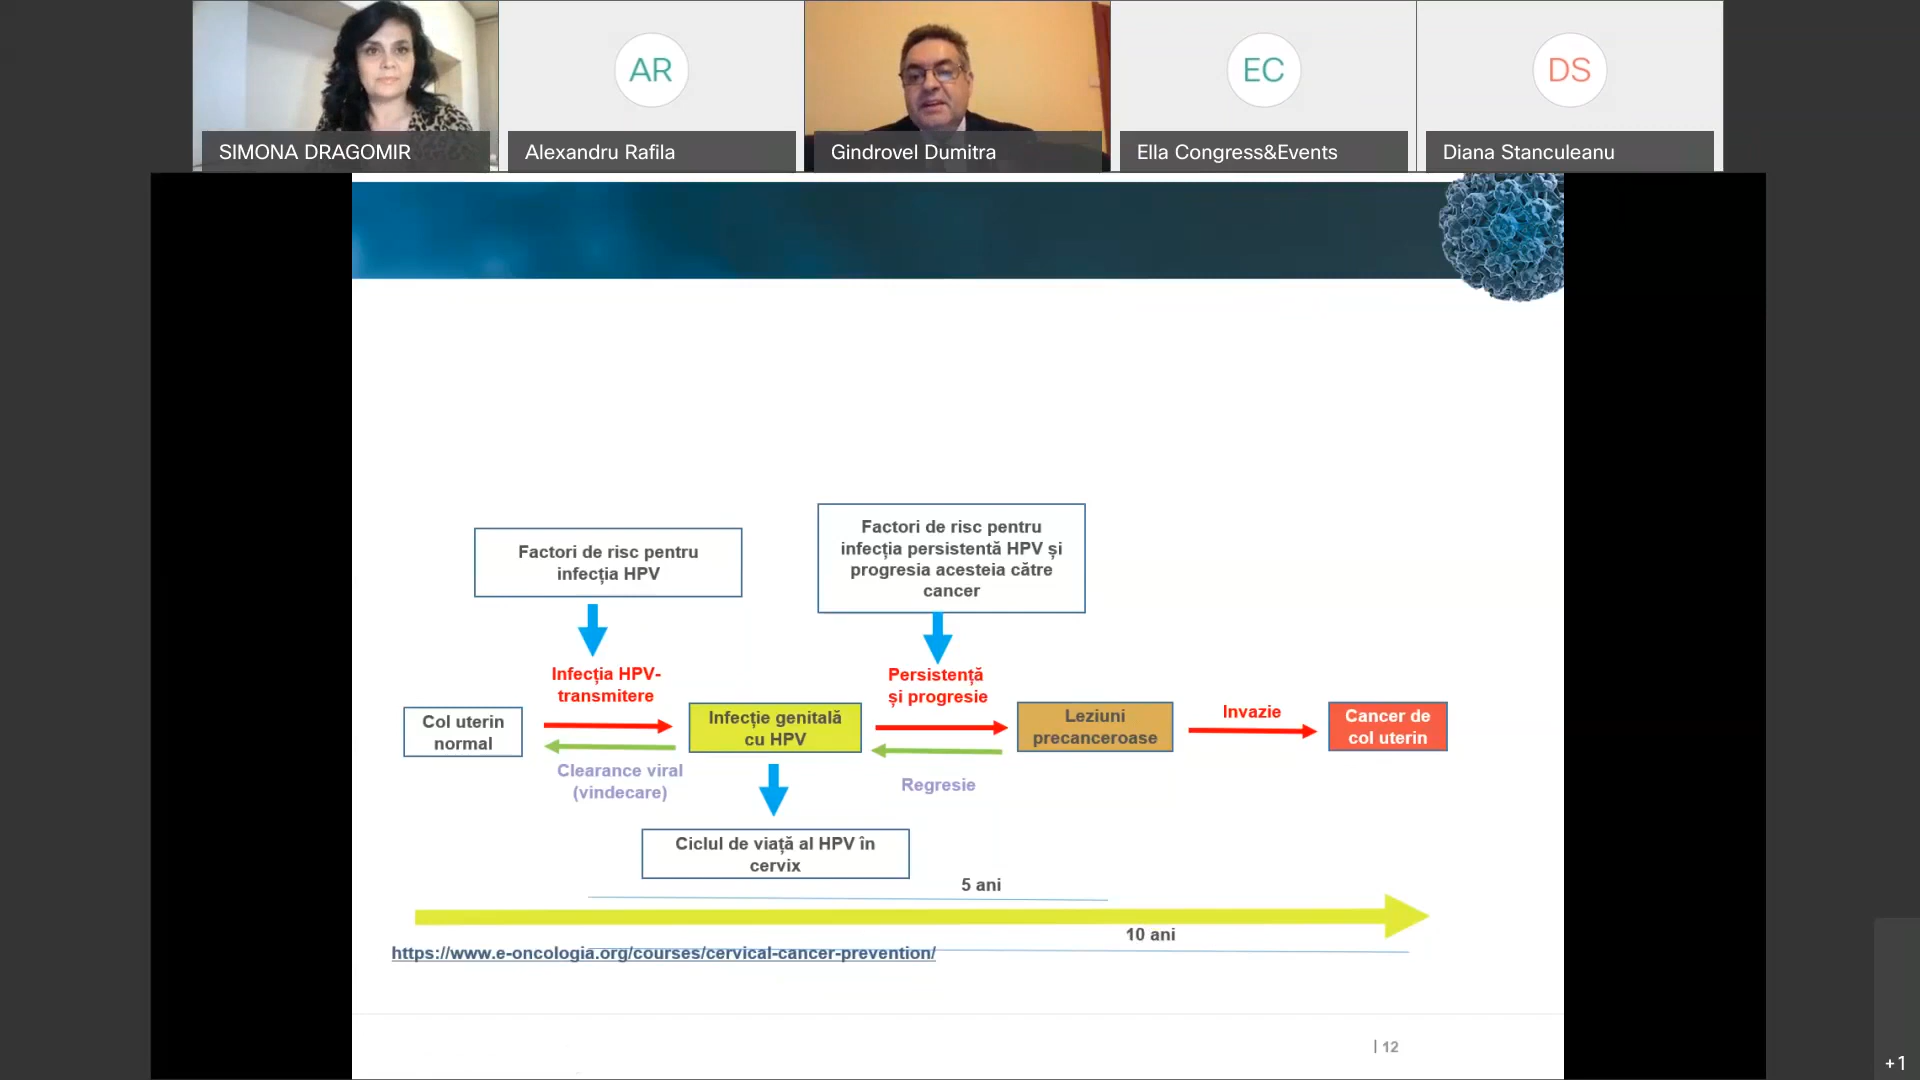 AR
EC
DS
SIMONA DRAGOMIR
Alexandru Rafila
Gindrovel Dumitra
Ella Congress&Events
Diana Stanculeanu
Factori de risc pentru
infecția HPV
Factori de risc pentru
infecția persistentă HPV și
progresia acesteia către
cancer
Infecția HPV-
transmitere
Persistență
și progresie
Col uterin
normal
Infecție genitală
cu HPV
Leziuni
precanceroase
Invazie
Cancer de
col uterin
Clearance viral
(vindecare)
Regresie
Ciclul de viață al HPV în
cervix
5 ani
10 ani
https://www.e-oncologia.org/courses/cervical-cancer-prevention/
| 12
+1